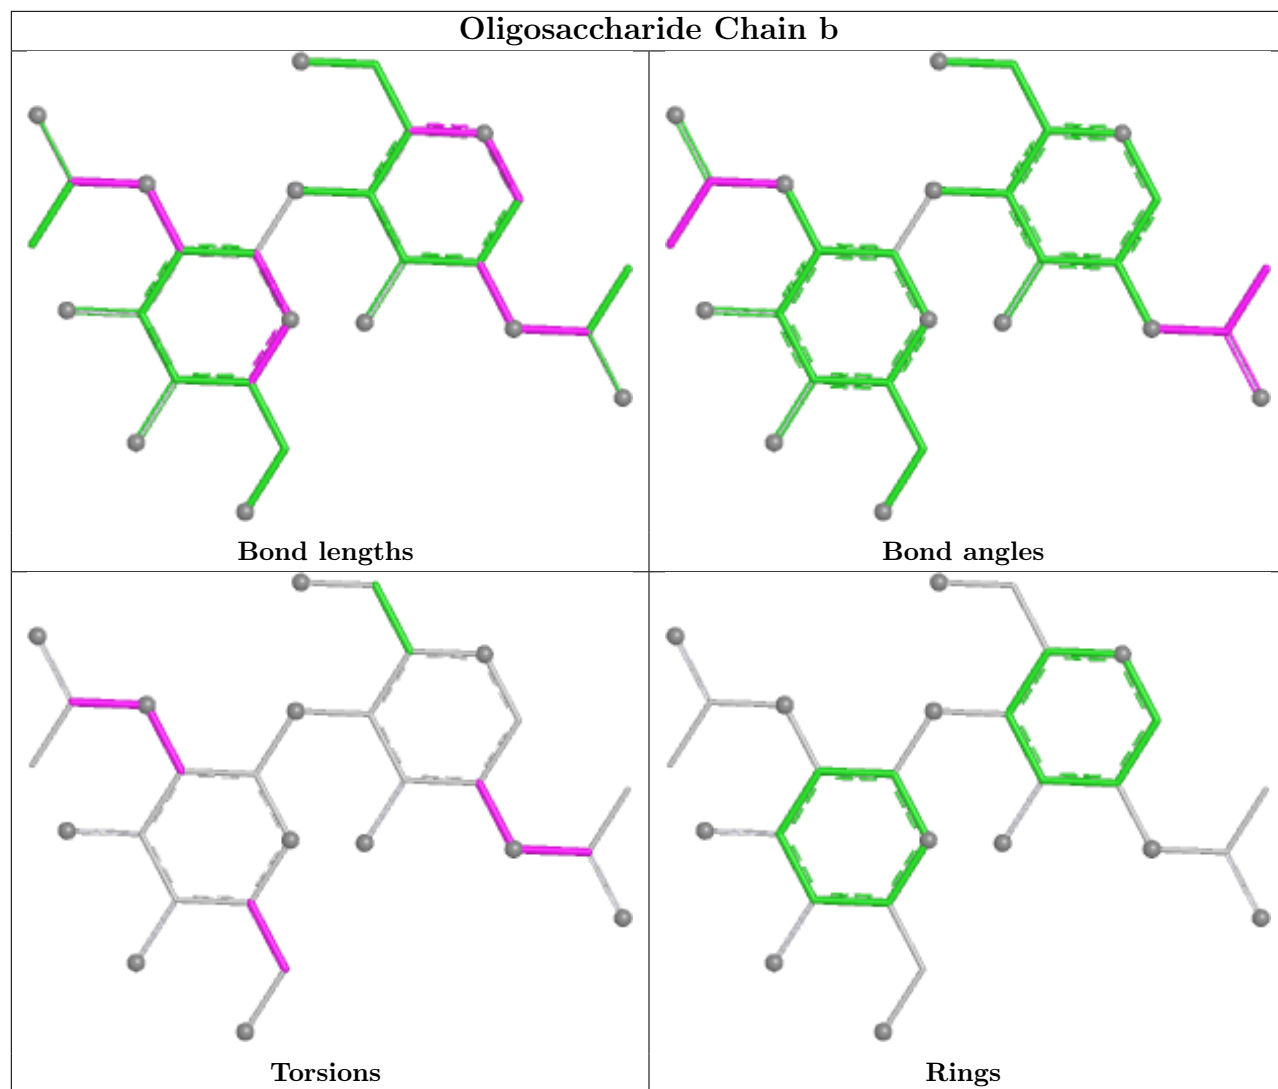 Oligosaccharide Chain b
Bond lengths
Bond angles
Torsions
Rings